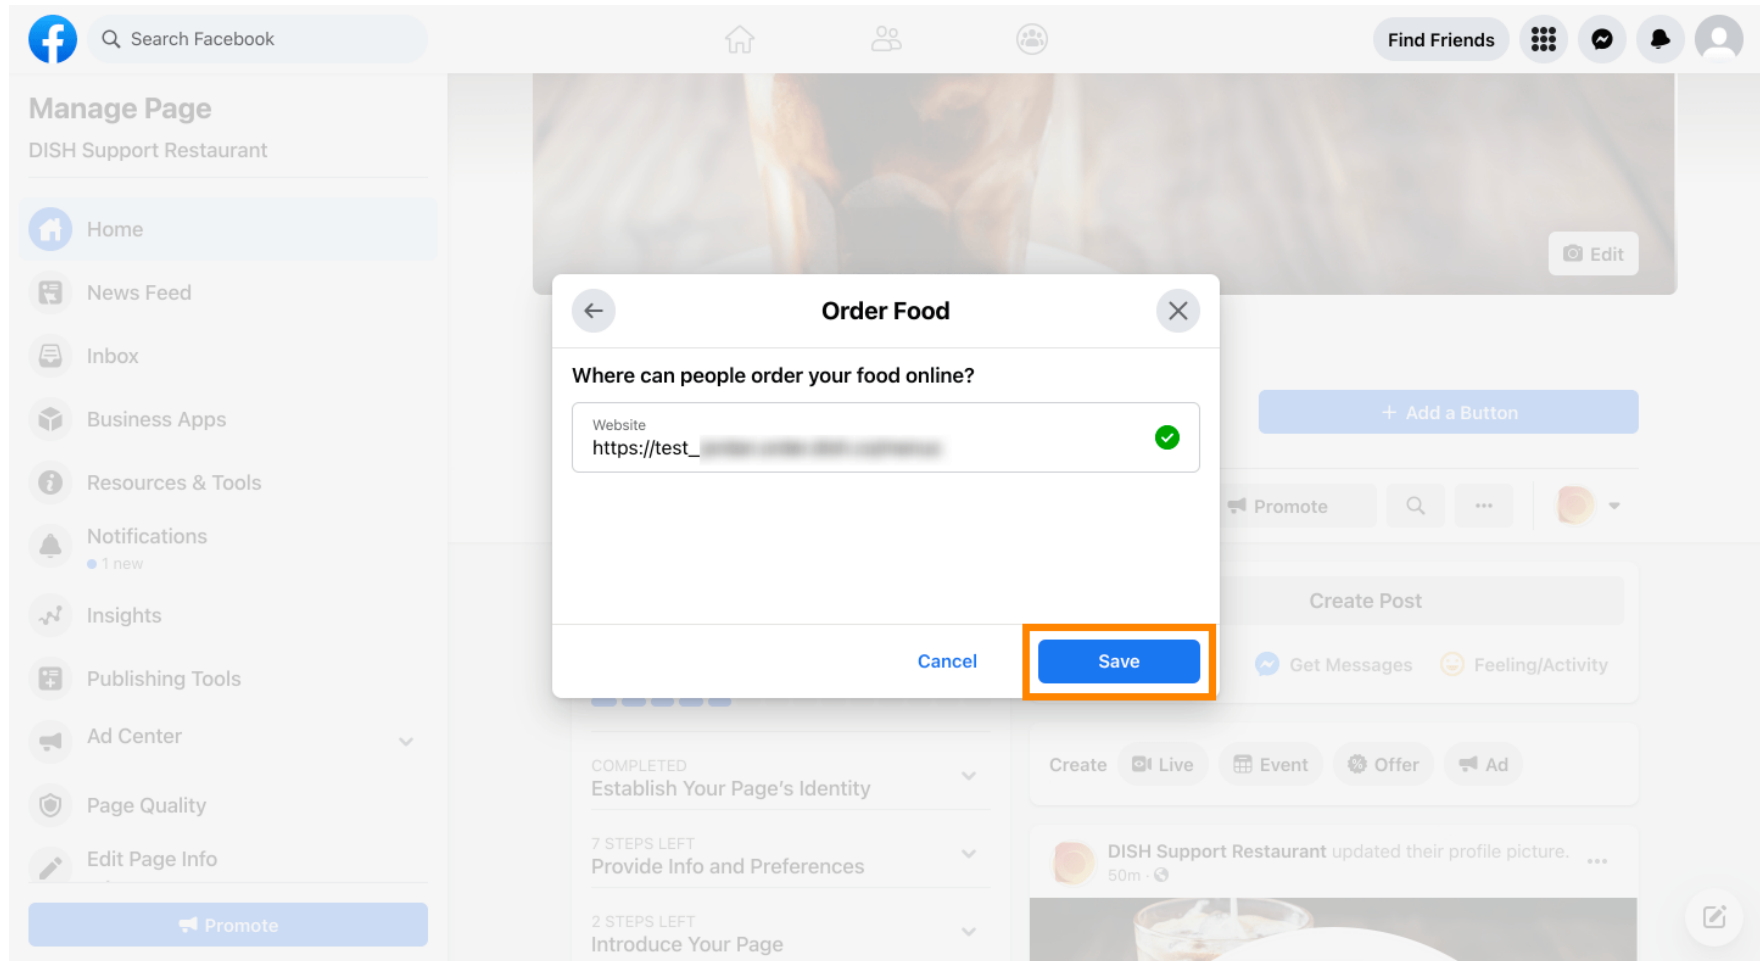 Search Facebook
Find Friends
Manage Page
DISH Support Restaurant
Home
News Feed
Inbox
Business Apps
Resources & Tools
Notifications
1 new
Insights
Publishing Tools
Ad Center
Page Quality
Edit Page Info
Promote
Edit
Order Food
Where can people order your food online?
Website
https://test_
Cancel
Save
+ Add a Button
Promote
Create Post
Get Messages
Feeling/Activity
Create
Live
Event
Offer
Ad
COMPLETED
Establish Your Page's Identity
7 STEPS LEFT
Provide Info and Preferences
2 STEPS LEFT
Introduce Your Page
DISH Support Restaurant updated their profile picture.
50m ·